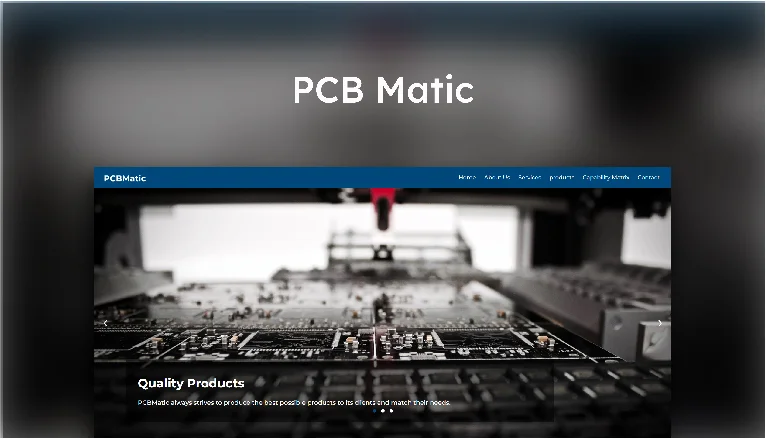 PCB Matic
PCBMatic
Home About Us Services products Capability Matrix Contact
Quality Products
PCBMatic always strives to produce the best possible products to its clients and match their needs.